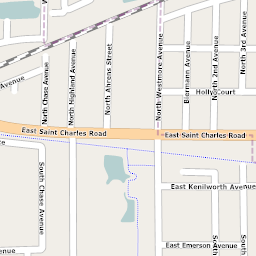 North 3rd Avenue
North 2nd Avenue
Biermann Avenue
North Westmore Avenue
North Ahrens Street
North Highland Avenue
North Chase Avenue
Avenue
Holly Court
East Saint Charles Road
East Saint Charles Road
South Chase Avenue
East Kenilworth Avenue
East Emerson Avenue